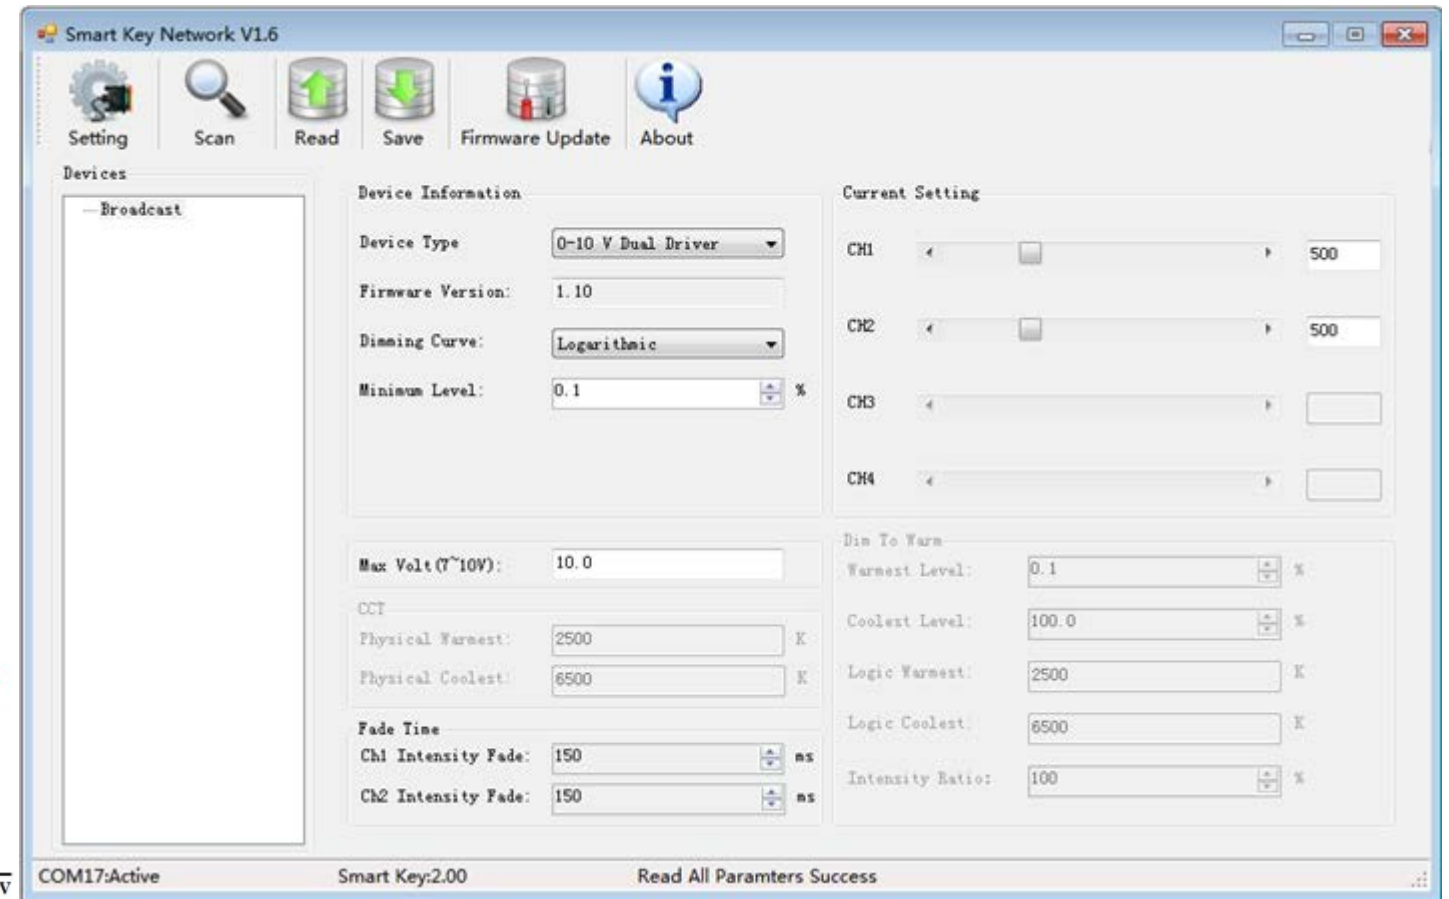 Smart Key Network V1.6
Setting Scan Read Save Firmware Update About
Devices
Broadcast
Device Information
Device Type 0-10 V Dual Driver
Firmware Version: 1.10
Dimming Curve: Logarithmic
Minimum Level: 0.1 %
Current Setting
CH1 500
CH2 500
CH3
CH4
Max Volt(7~10V): 10.0
CCT
Physical Warmest: 2500 K
Physical Coolest: 6500 K
Fade Time
Ch1 Intensity Fade: 150 ms
Ch2 Intensity Fade: 150 ms
Dim To Warm
Warmest Level: 0.1 %
Coolest Level: 100.0 %
Logic Warmest: 2500 K
Logic Coolest: 6500 K
Intensity Ratio: 100 %
v
COM17:Active Smart Key:2.00 Read All Paramters Success